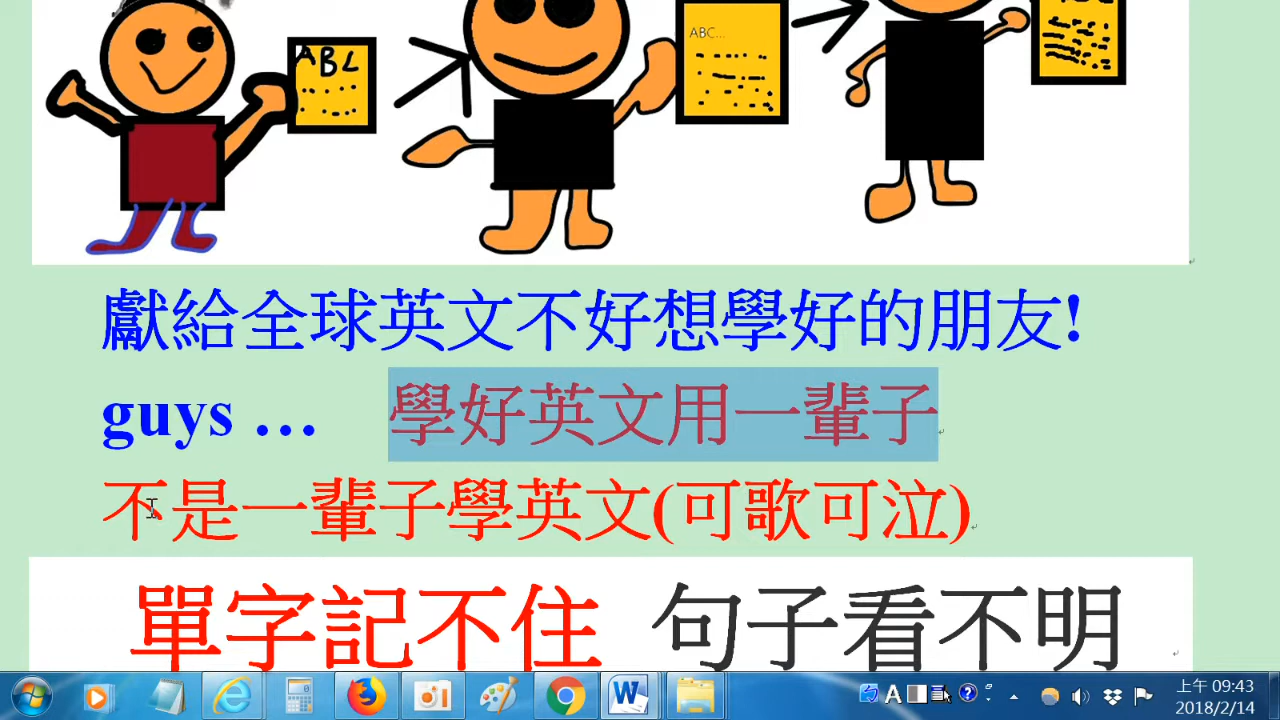 ABC
ABC...
獻給全球英文不好想學好的朋友!
guys … 學好英文用一輩子
不是一輩子學英文(可歌可泣)
單字記不住 句子看不明
上午 09:43
2018/2/14